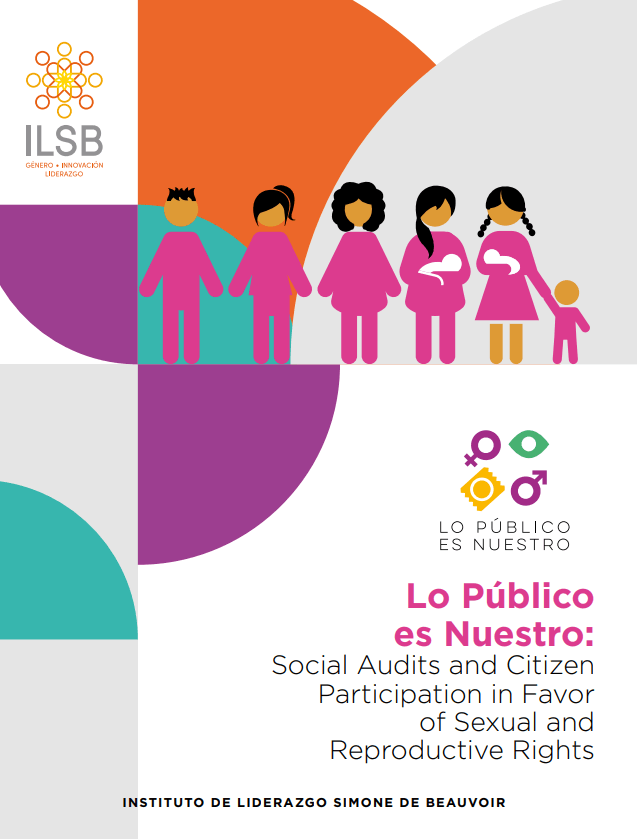 ILSB
GÉNERO • INNOVACIÓN
LIDERAZGO
LO PÚBLICO
ES NUESTRO
Lo Público
es Nuestro:
Social Audits and Citizen
Participation in Favor
of Sexual and
Reproductive Rights
INSTITUTO DE LIDERAZGO SIMONE DE BEAUVOIR